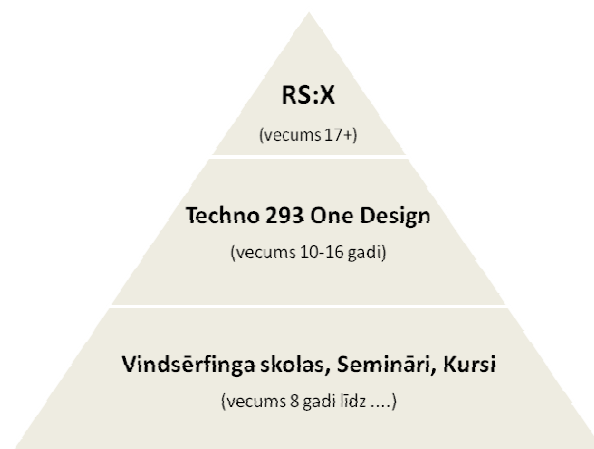 RS:X
(vecums 17+)
Techno 293 One Design
(vecums 10-16 gadi)
Vindsērfinga skolas, Semināri, Kursi
(vecums 8 gadi līdz ....)